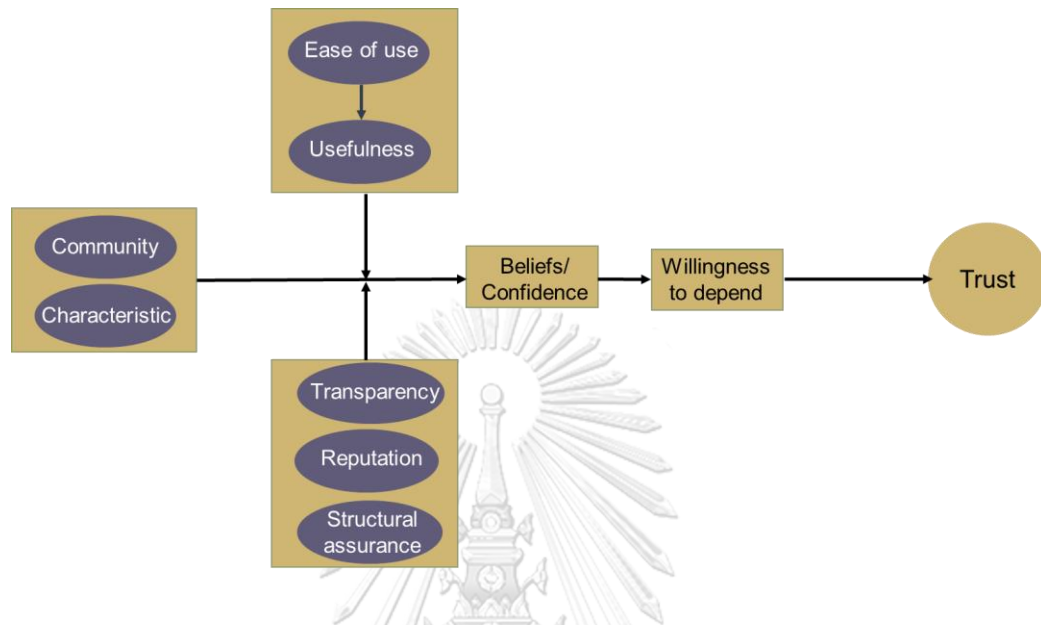 Ease of use
Usefulness
Community
Characteristic
Beliefs/
Confidence
Willingness
to depend
Trust
Transparency
Reputation
Structural
assurance